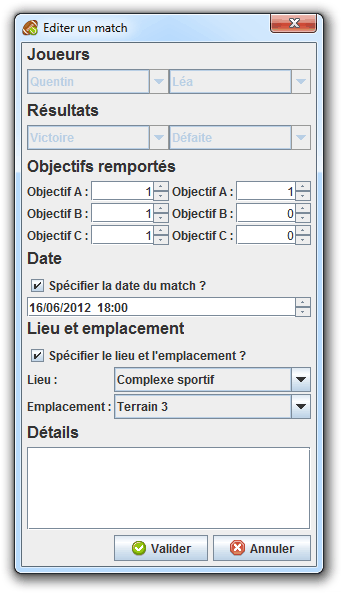 Editer un match
Joueurs
Quentin Léa
Résultats
Victoire Défaite
Objectifs remportés
Objectif A : 1 Objectif A : 1
Objectif B : 1 Objectif B : 0
Objectif C : 1 Objectif C : 0
Date
Spécifier la date du match ?
16/06/2012 18:00
Lieu et emplacement
Spécifier le lieu et l'emplacement ?
Lieu : Complexe sportif
Emplacement : Terrain 3
Détails
Valider Annuler